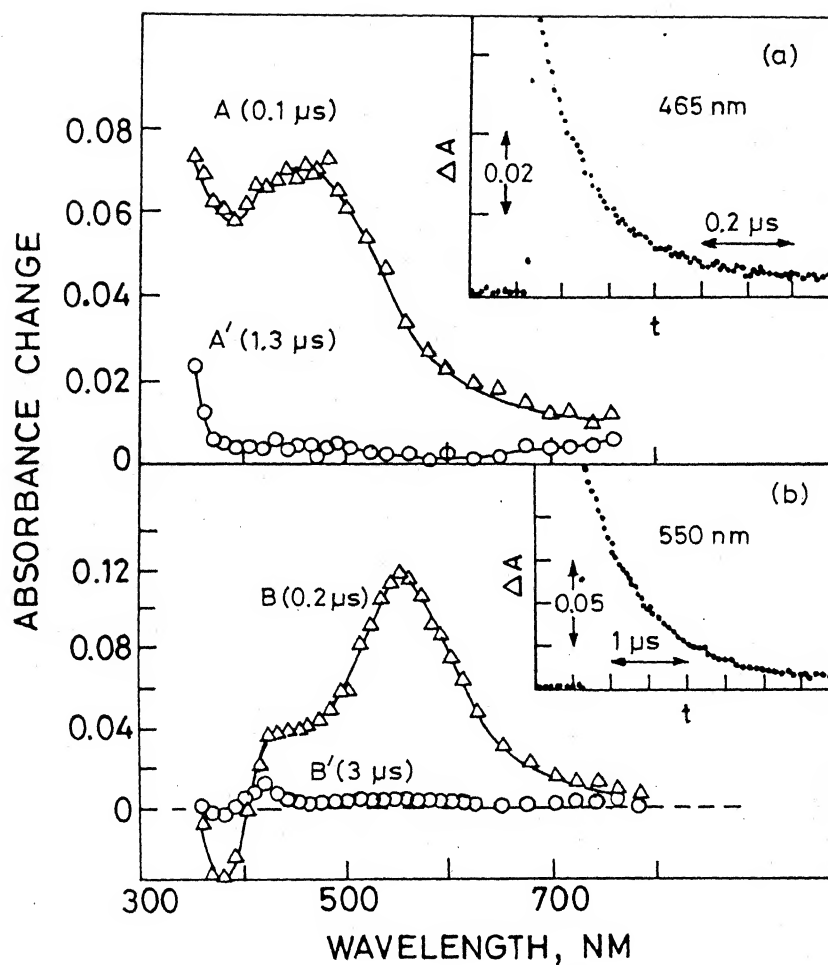 ABSORBANCE CHANGE
0.08
0.06
0.04
0.02
0
A (0.1 µs)
A′ (1.3 µs)
(a)
465 nm
Δ A
0.02
0.2 µs
t
0.12
0.08
0.04
0
B (0.2 µs)
B′ (3 µs)
(b)
550 nm
Δ A
0.05
1 µs
t
300
500
700
WAVELENGTH, NM